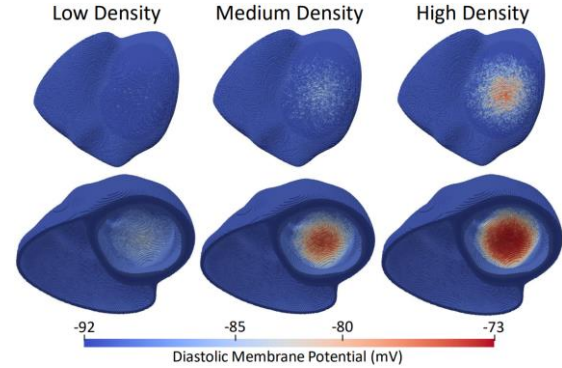 Low Density Medium Density High Density
-92 -85 -80 -73
Diastolic Membrane Potential (mV)